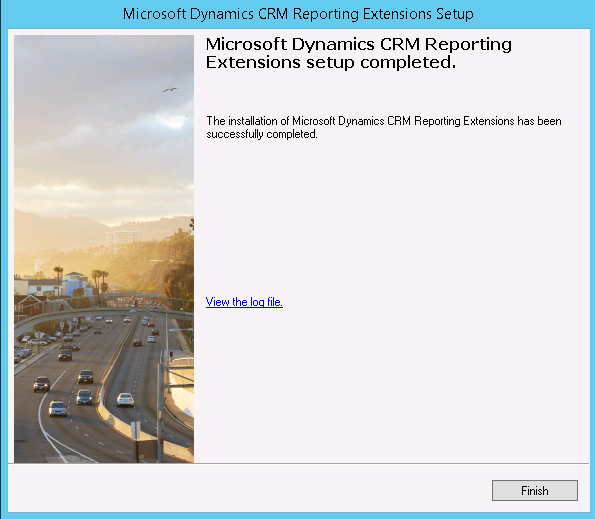 Microsoft Dynamics CRM Reporting Extensions Setup
Microsoft Dynamics CRM Reporting
Extensions setup completed.
The installation of Microsoft Dynamics CRM Reporting Extensions has been
successfully completed.
View the log file.
Finish